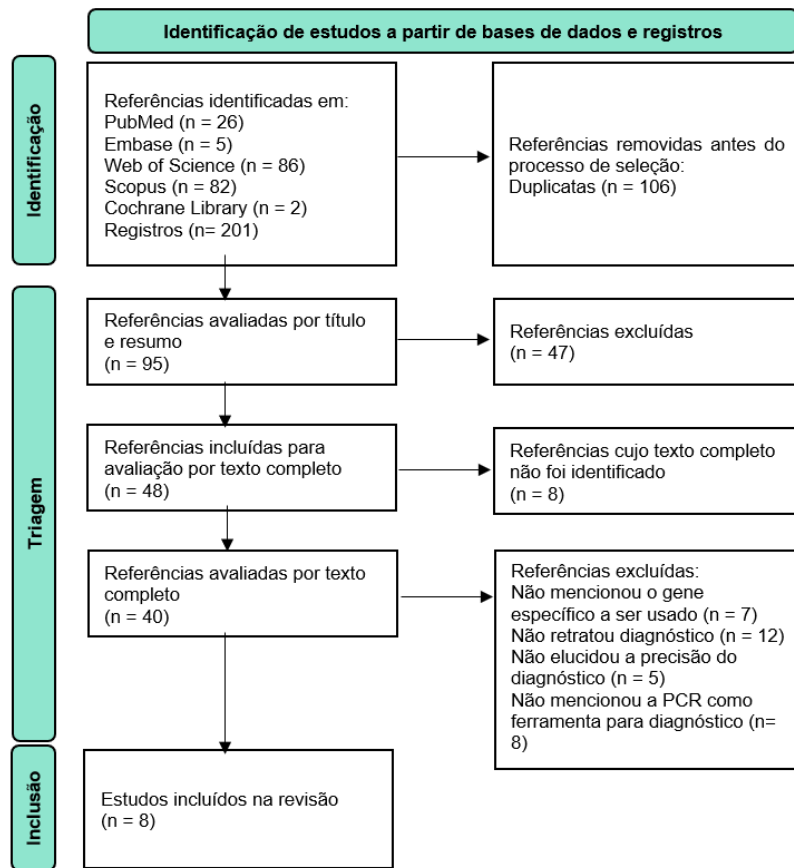 Identificação de estudos a partir de bases de dados e registros
Identificação
Referências identificadas em:
PubMed (n = 26)
Embase (n = 5)
Web of Science (n = 86)
Scopus (n = 82)
Cochrane Library (n = 2)
Registros (n= 201)
Referências removidas antes do
processo de seleção:
Duplicatas (n = 106)
Triagem
Referências avaliadas por título
e resumo
(n = 95)
Referências excluídas
(n = 47)
Referências incluídas para
avaliação por texto completo
(n = 48)
Referências cujo texto completo
não foi identificado
(n = 8)
Referências avaliadas por texto
completo
(n = 40)
Referências excluídas:
Não mencionou o gene
específico a ser usado (n = 7)
Não retratou diagnóstico (n = 12)
Não elucidou a precisão do
diagnóstico (n = 5)
Não mencionou a PCR como
ferramenta para diagnóstico (n=
8)
Inclusão
Estudos incluídos na revisão
(n = 8)